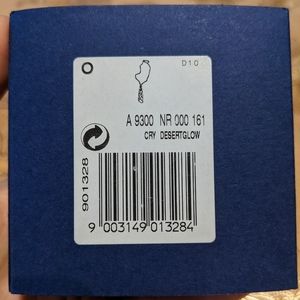 O
D10
A 9300 NR 000 161
CRY DESERTGLOW
901328
9 003149 013284